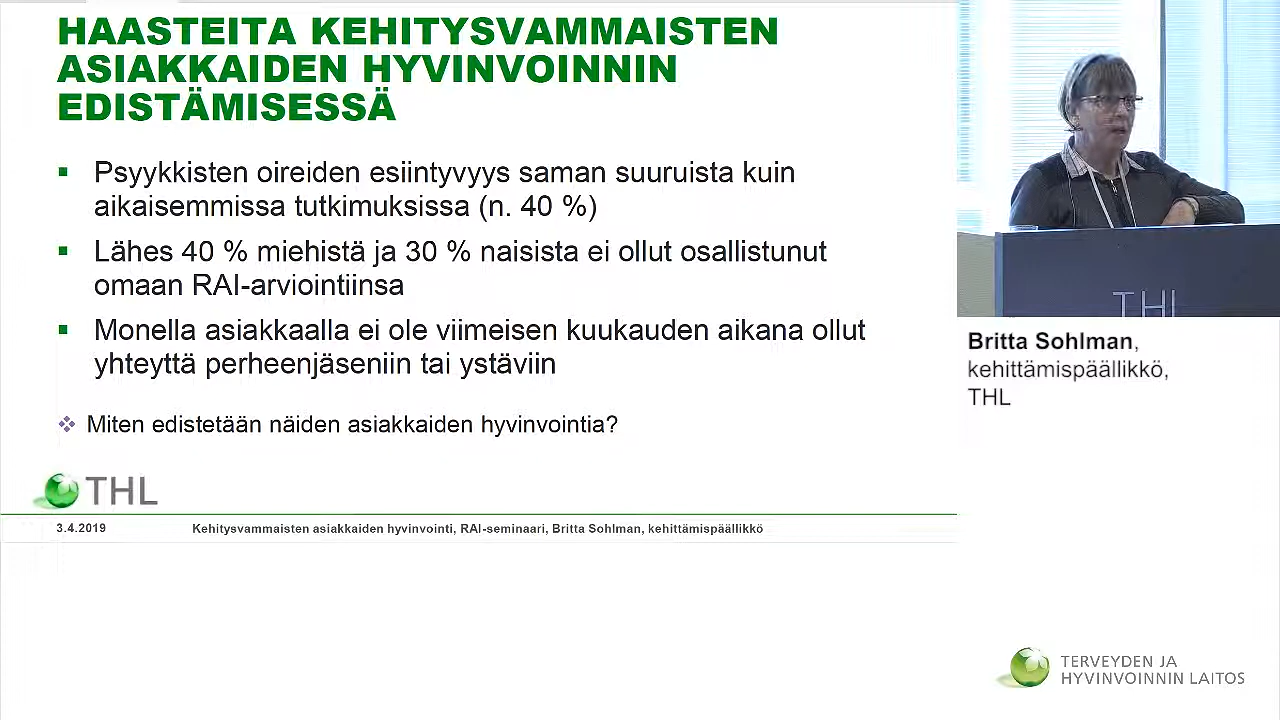 HAASTEITA KEHITYSVAMMAISTEN
ASIAKKAIDEN HYVINVOINNIN
EDISTÄMISESSÄ
Psyykkisten oireiden esiintyvyys saman suuruista kuin
aikaisemmissa tutkimuksissa (n. 40 %)
Lähes 40 % miehistä ja 30 % naisista ei ollut osallistunut
omaan RAI-arviointiinsa
Monella asiakkaalla ei ole viimeisen kuukauden aikana ollut
yhteyttä perheenjäseniin tai ystäviin
Miten edistetään näiden asiakkaiden hyvinvointia?
THL
3.4.2019 Kehitysvammaisten asiakkaiden hyvinvointi, RAI-seminaari, Britta Sohlman, kehittämispäällikkö
THL
Britta Sohlman,
kehittämispäällikkö,
THL
TERVEYDEN JA
HYVINVOINNIN LAITOS